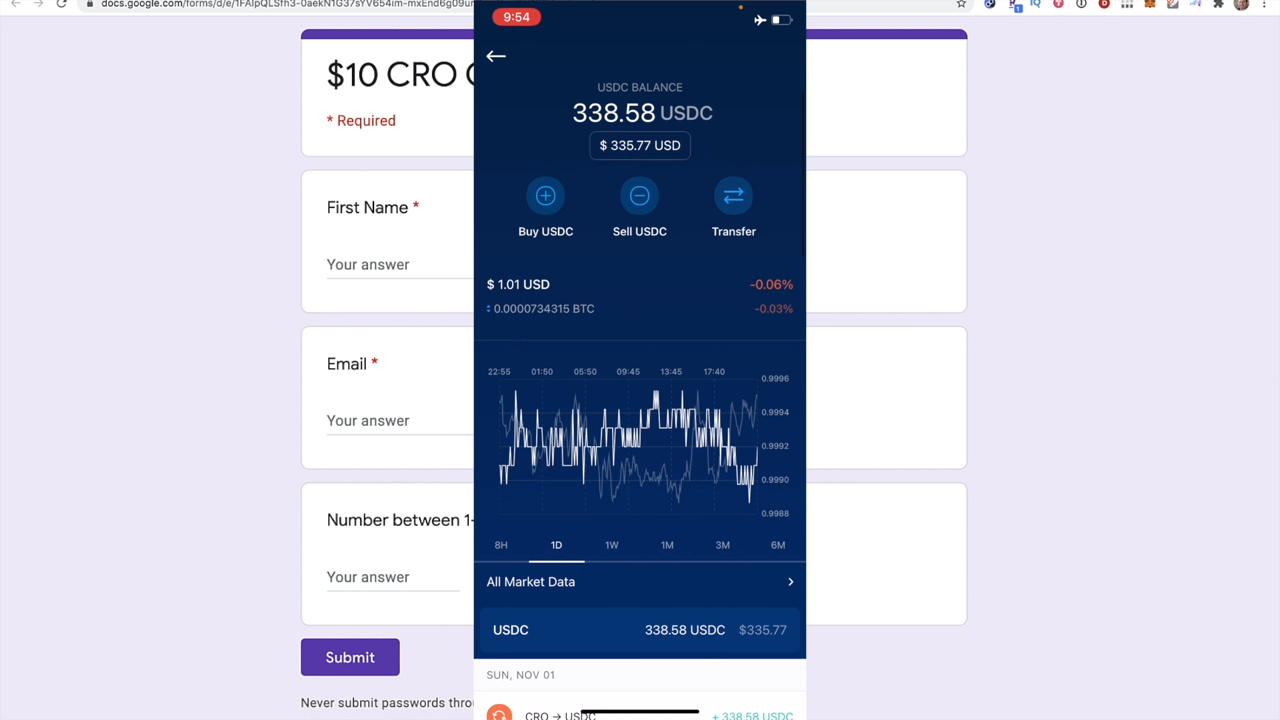 docs.google.com/forms/d/e/1FAIpQLSfh3-0aekN1G37sYV654im-mxEnd6g09ur
$10 CRO
* Required
First Name *
Your answer
Email *
Your answer
Number between 1-
Your answer
Submit
Never submit passwords thro
9:54
USDC BALANCE
338.58 USDC
$ 335.77 USD
Buy USDC
Sell USDC
Transfer
$ 1.01 USD
-0.06%
0.0000734315 BTC
-0.03%
22:55 01:50 05:50 09:45 13:45 17:40
0.9996
0.9994
0.9992
0.9990
0.9988
8H 1D 1W 1M 3M 6M
All Market Data
USDC 338.58 USDC $335.77
SUN, NOV 01
CRO → USDC + 338.58 USDC